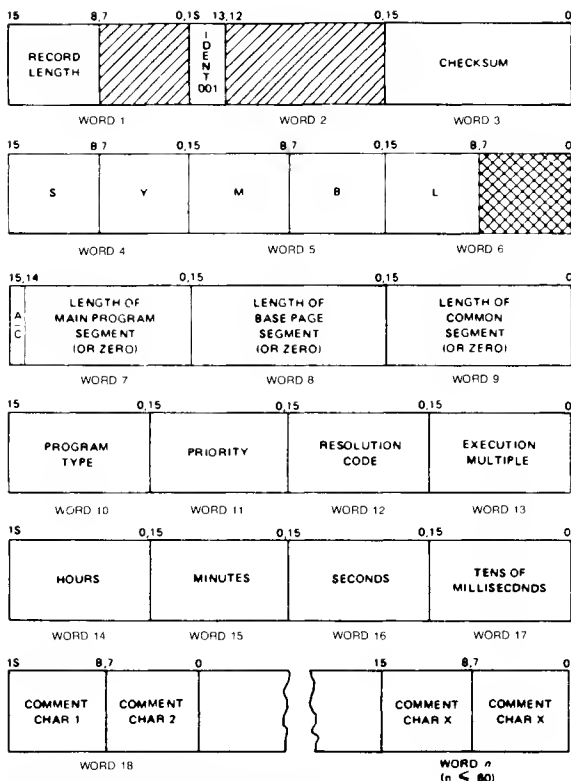 15 8,7 0,15 13,12 0,15 0
RECORD LENGTH
IDENT 001
CHECKSUM
WORD 1 WORD 2 WORD 3
15 8,7 0,15 8,7 0,15 8,7 0
S Y M B L
WORD 4 WORD 5 WORD 6
15,14 0,15 0,15 0
A/C
LENGTH OF MAIN PROGRAM SEGMENT (OR ZERO)
LENGTH OF BASE PAGE SEGMENT (OR ZERO)
LENGTH OF COMMON SEGMENT (OR ZERO)
WORD 7 WORD 8 WORD 9
15 0,15 0,15 0,15 0
PROGRAM TYPE
PRIORITY
RESOLUTION CODE
EXECUTION MULTIPLE
WORD 10 WORD 11 WORD 12 WORD 13
15 0,15 0,15 0,15 0
HOURS MINUTES SECONDS
TENS OF MILLISECONDS
WORD 14 WORD 15 WORD 16 WORD 17
15 8,7 0 15 8,7 0
COMMENT CHAR 1
COMMENT CHAR 2
COMMENT CHAR X
COMMENT CHAR X
WORD 18
WORD n
(n ≤ 60)